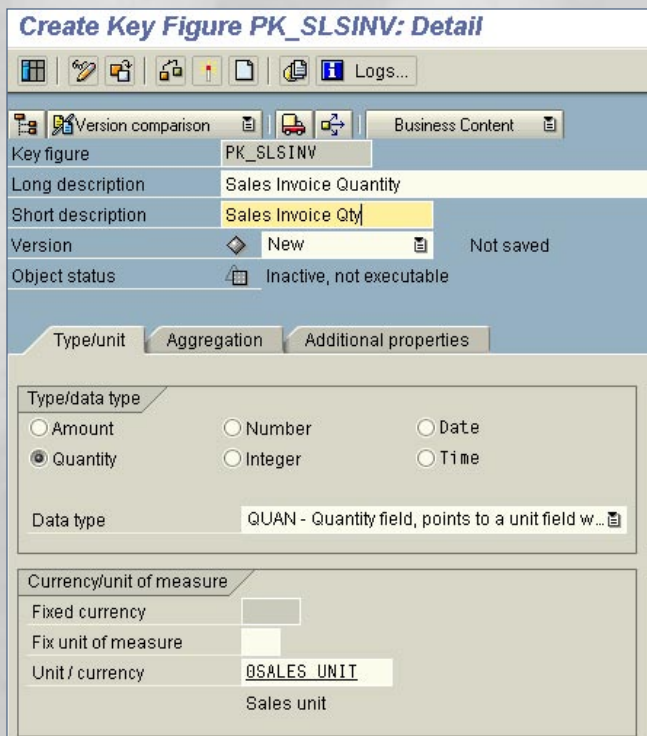 Create Key Figure PK_SLSINV: Detail
Logs...
Version comparison Business Content
Key figure PK_SLSINV
Long description Sales Invoice Quantity
Short description Sales Invoice Qty
Version New Not saved
Object status Inactive, not executable
Type/unit Aggregation Additional properties
Type/data type
Amount Number Date
Quantity Integer Time
Data type QUAN - Quantity field, points to a unit field w...
Currency/unit of measure
Fixed currency
Fix unit of measure
Unit / currency 0SALES_UNIT
Sales unit